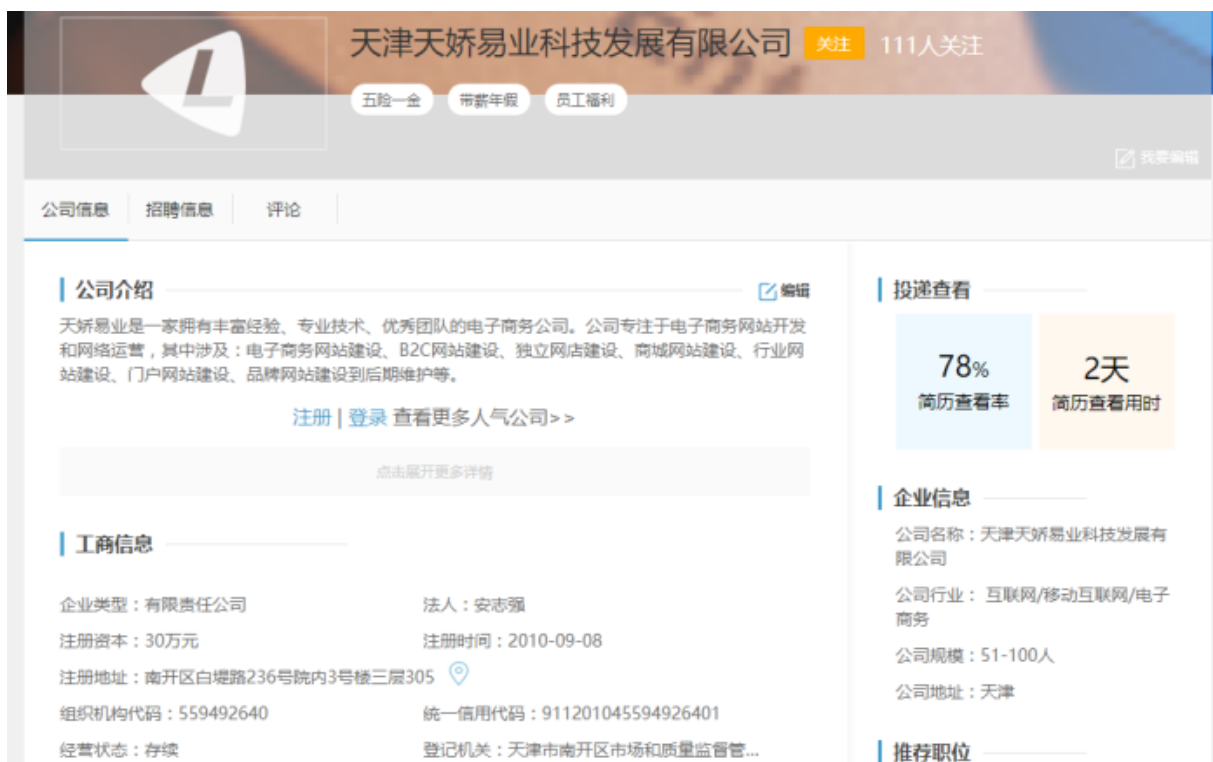 天津天娇易业科技发展有限公司 关注 111人关注
五险一金 带薪年假 员工福利
我要编辑
公司信息 招聘信息 评论
公司介绍 编辑
天娇易业是一家拥有丰富经验、专业技术、优秀团队的电子商务公司。公司专注于电子商务网站开发
和网络运营，其中涉及：电子商务网站建设、B2C网站建设、独立网店建设、商城网站建设、行业网
站建设、门户网站建设、品牌网站建设到后期维护等。
注册 | 登录 查看更多人气公司>>
点击展开更多详情
工商信息
企业类型：有限责任公司 法人：安志强
注册资本：30万元 注册时间：2010-09-08
注册地址：南开区白堤路236号院内3号楼三层305
组织机构代码：559492640 统一信用代码：911201045594926401
经营状态：存续 登记机关：天津市南开区市场和质量监督管...
投递查看
78% 2天
简历查看率 简历查看用时
企业信息
公司名称：天津天娇易业科技发展有
限公司
公司行业： 互联网/移动互联网/电子
商务
公司规模：51-100人
公司地址：天津
推荐职位